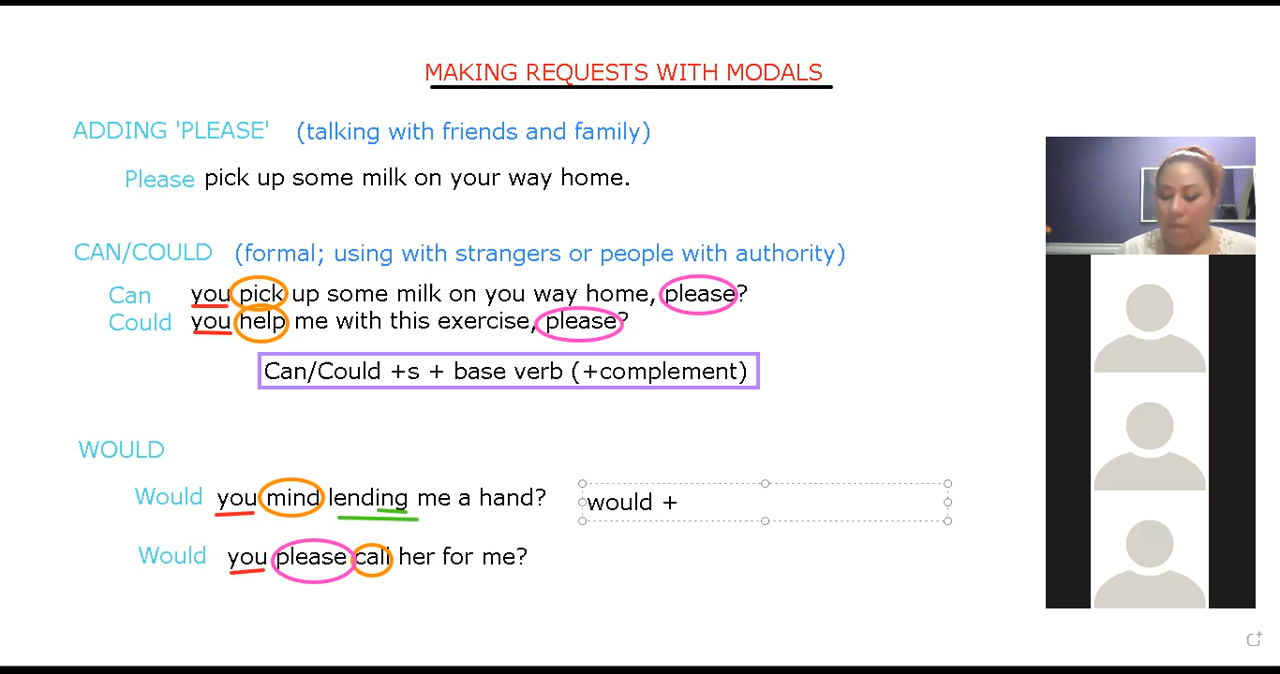 MAKING REQUESTS WITH MODALS
ADDING 'PLEASE' (talking with friends and family)
Please pick up some milk on your way home.
CAN/COULD (formal; using with strangers or people with authority)
Can you pick up some milk on you way home, please?
Could you help me with this exercise, please?
Can/Could +s + base verb (+complement)
WOULD
Would you mind lending me a hand? would +
Would you please call her for me?